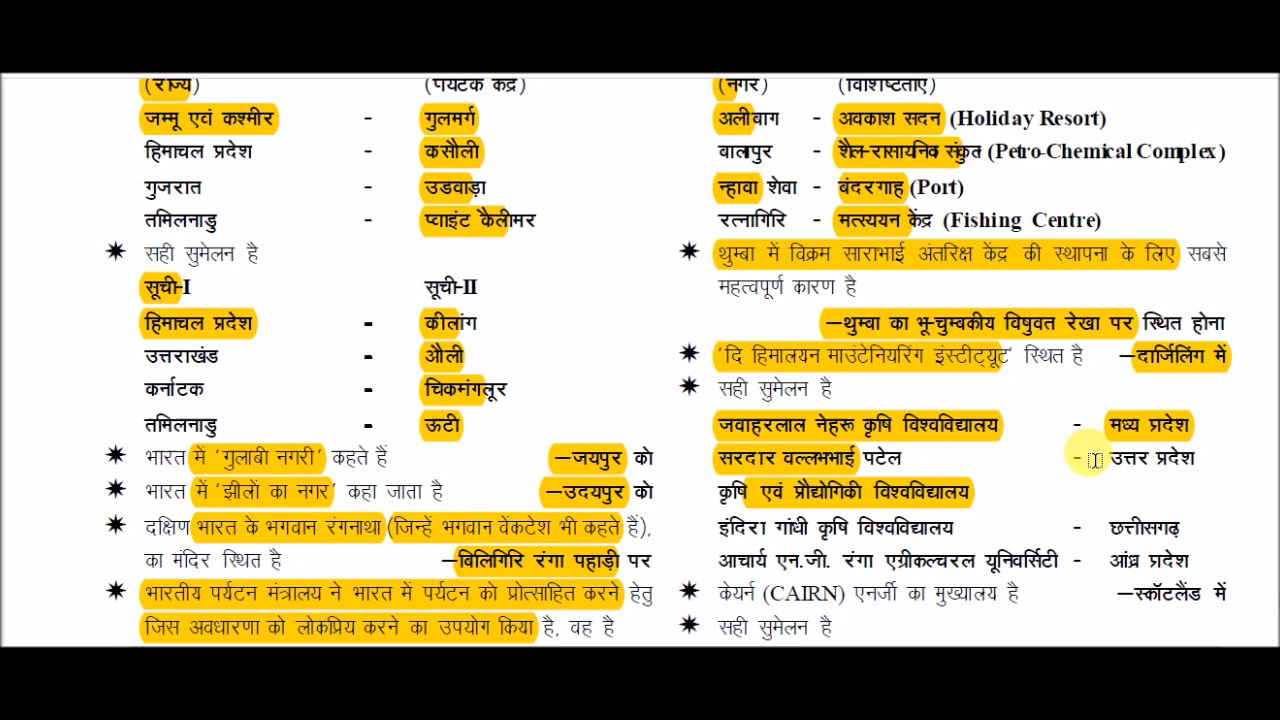 (राज्य) (पर्यटक केंद्र)
जम्मू एवं कश्मीर - गुलमर्ग
हिमाचल प्रदेश - कसौली
गुजरात - उडवाड़ा
तमिलनाडु - प्वाइंट कैलीमर
✷ सही सुमेलन है
सूची-I सूची-II
हिमाचल प्रदेश - कीलांग
उत्तराखंड - औली
कर्नाटक - चिकमंगलूर
तमिलनाडु - ऊटी
✷ भारत में 'गुलाबी नगरी' कहते हैं —जयपुर को
✷ भारत में 'झीलों का नगर' कहा जाता है —उदयपुर को
✷ दक्षिण भारत के भगवान रंगनाथा (जिन्हें भगवान वेंकटेश भी कहते हैं),
का मंदिर स्थित है —बिलिगिरि रंगा पहाड़ी पर
✷ भारतीय पर्यटन मंत्रालय ने भारत में पर्यटन को प्रोत्साहित करने हेतु
जिस अवधारणा को लोकप्रिय करने का उपयोग किया है, वह है
(नगर) (विशिष्टताएं)
अलीवाग - अवकाश सदन (Holiday Resort)
वालापुर - शैल-रासायनिक संकुत - (Petro-Chemical Complex)
न्हावा शेवा - बंदरगाह (Port)
रत्नागिरि - मत्स्ययन केंद्र (Fishing Centre)
✷ थुम्बा में विक्रम साराभाई अंतरिक्ष केंद्र की स्थापना के लिए सबसे
महत्वपूर्ण कारण है
—थुम्बा का भू-चुम्बकीय विषुवत रेखा पर स्थित होना
✷ 'दि हिमालयन माउंटेनियरिंग इंस्टीट्यूट' स्थित है —दार्जिलिंग में
✷ सही सुमेलन है
जवाहरलाल नेहरू कृषि विश्वविद्यालय - मध्य प्रदेश
सरदार वल्लभभाई पटेल - उत्तर प्रदेश
कृषि एवं प्रौद्योगिकी विश्वविद्यालय
इंदिरा गांधी कृषि विश्वविद्यालय - छत्तीसगढ़
आचार्य एन.जी. रंगा एग्रीकल्चरल यूनिवर्सिटी - आंध्र प्रदेश
✷ केयर्न (CAIRN) एनर्जी का मुख्यालय है —स्कॉटलैंड में
✷ सही सुमेलन है